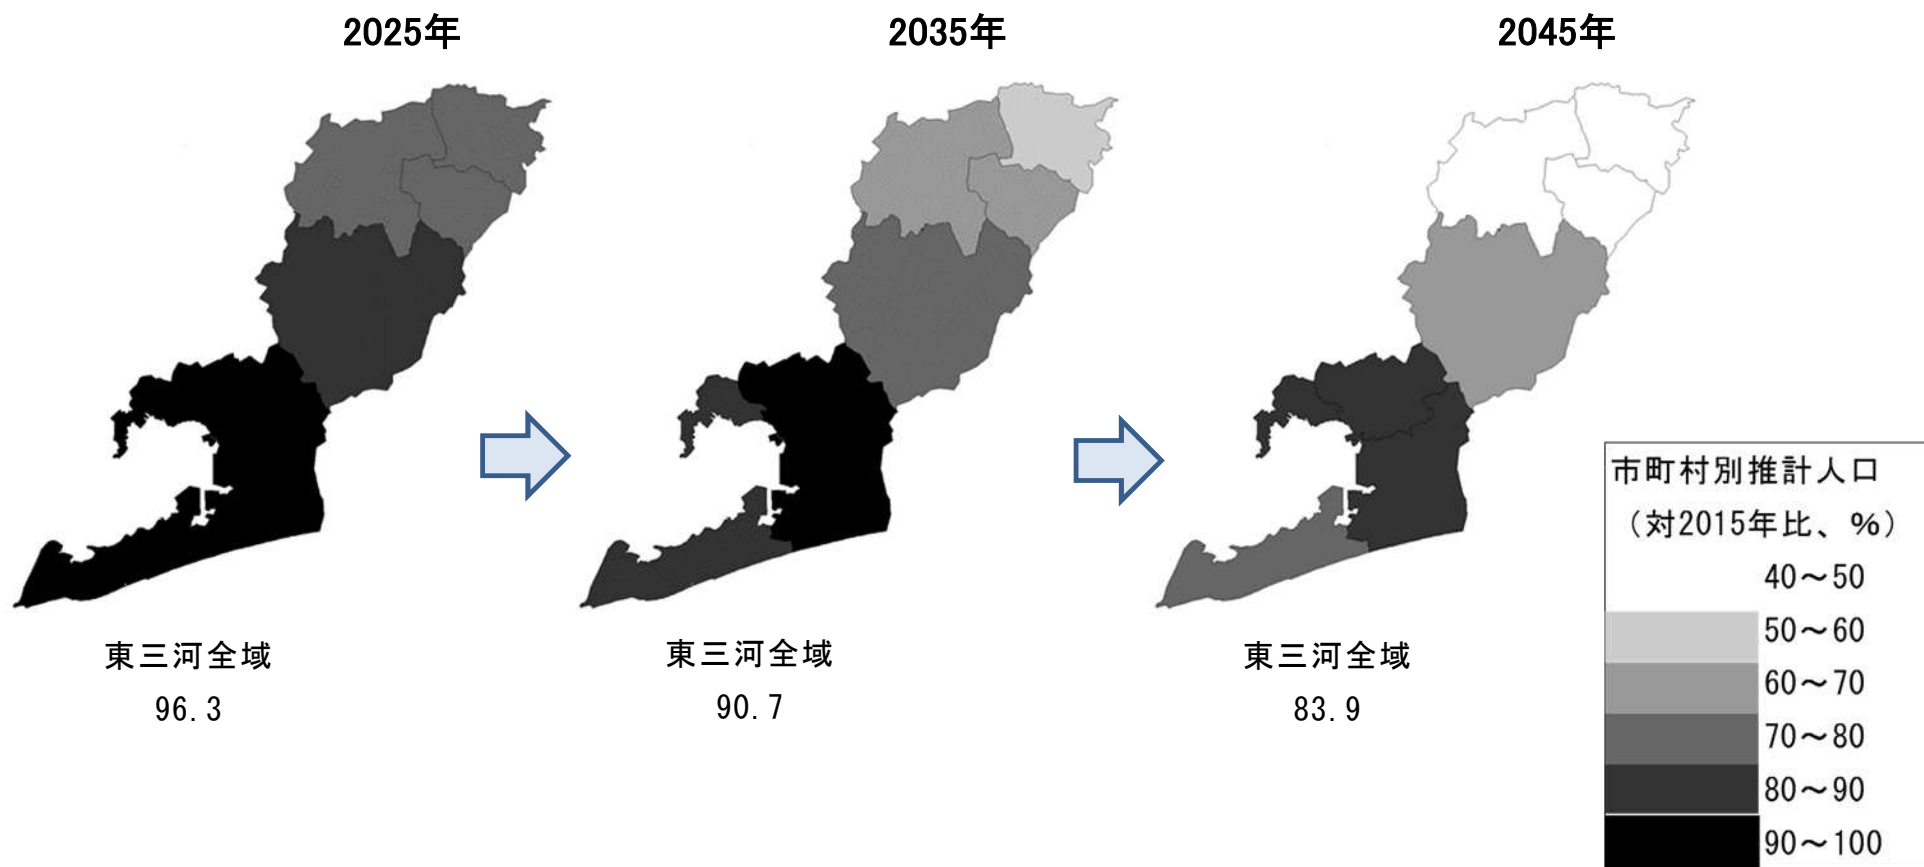 2025年
2035年
2045年
東三河全域
96.3
東三河全域
90.7
東三河全域
83.9
市町村別推計人口
（対2015年比、％）
40～50
50～60
60～70
70～80
80～90
90～100